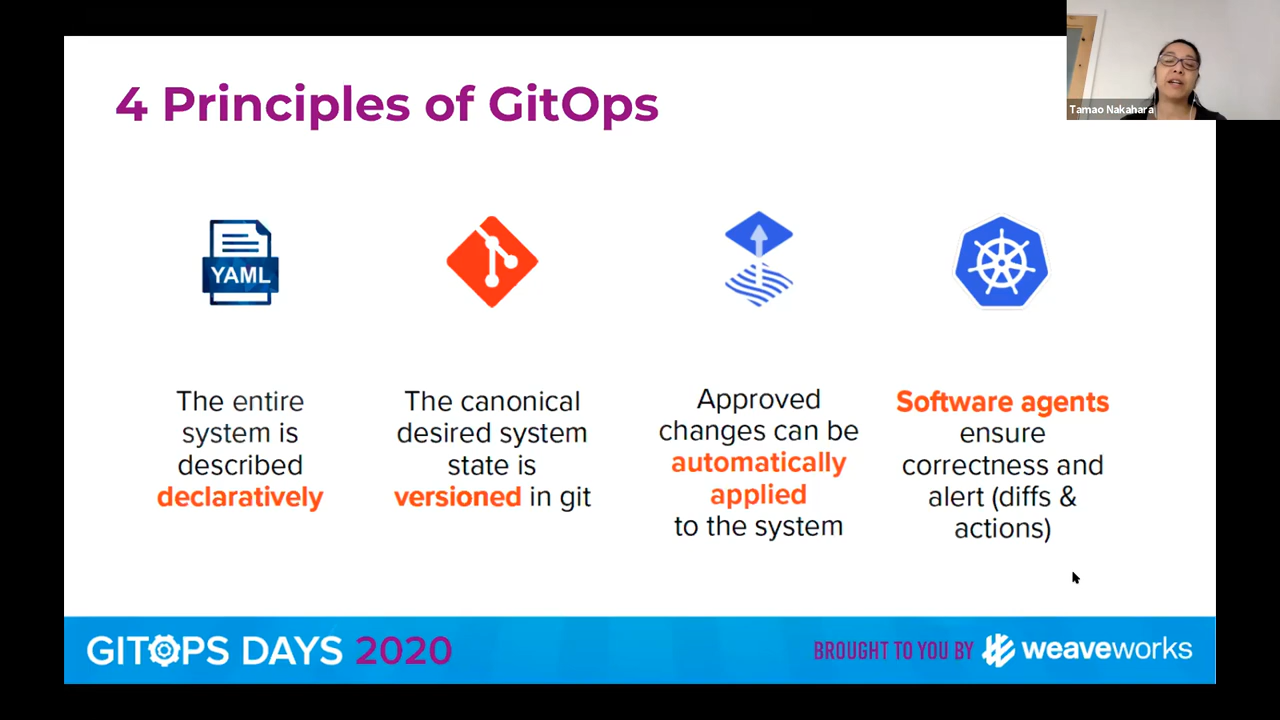 4 Principles of GitOps
Tamao Nakahara
YAML
The entire
system is
described
declaratively
The canonical
desired system
state is
versioned in git
Approved
changes can be
automatically
applied
to the system
Software agents
ensure
correctness and
alert (diffs &
actions)
GITOPS DAYS 2020
BROUGHT TO YOU BY weaveworks